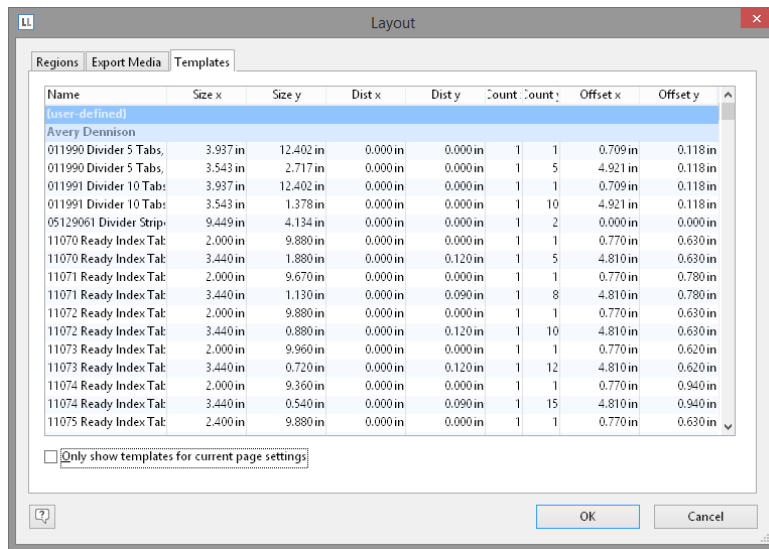 LL Layout
Regions Export Media Templates
Name Size x Size y Dist x Dist y Count Count y Offset x Offset y
{user-defined}
Avery Dennison
011990 Divider 5 Tabs, 3.937 in 12.402 in 0.000 in 0.000 in 1 1 0.709 in 0.118 in
011990 Divider 5 Tabs, 3.543 in 2.717 in 0.000 in 0.000 in 1 5 4.921 in 0.118 in
011991 Divider 10 Tabs 3.937 in 12.402 in 0.000 in 0.000 in 1 1 0.709 in 0.118 in
011991 Divider 10 Tabs 3.543 in 1.378 in 0.000 in 0.000 in 1 10 4.921 in 0.118 in
05129061 Divider Strip 9.449 in 4.134 in 0.000 in 0.000 in 1 2 0.000 in 0.000 in
11070 Ready Index Tab 2.000 in 9.880 in 0.000 in 0.000 in 1 1 0.770 in 0.630 in
11070 Ready Index Tab 3.440 in 1.880 in 0.000 in 0.120 in 1 5 4.810 in 0.630 in
11071 Ready Index Tab 2.000 in 9.670 in 0.000 in 0.000 in 1 1 0.770 in 0.780 in
11071 Ready Index Tab 3.440 in 1.130 in 0.000 in 0.090 in 1 8 4.810 in 0.780 in
11072 Ready Index Tab 2.000 in 9.880 in 0.000 in 0.000 in 1 1 0.770 in 0.630 in
11072 Ready Index Tab 3.440 in 0.880 in 0.000 in 0.120 in 1 10 4.810 in 0.630 in
11073 Ready Index Tab 2.000 in 9.960 in 0.000 in 0.000 in 1 1 0.770 in 0.620 in
11073 Ready Index Tab 3.440 in 0.720 in 0.000 in 0.120 in 1 12 4.810 in 0.620 in
11074 Ready Index Tab 2.000 in 9.360 in 0.000 in 0.000 in 1 1 0.770 in 0.940 in
11074 Ready Index Tab 3.440 in 0.540 in 0.000 in 0.090 in 1 15 4.810 in 0.940 in
11075 Ready Index Tab 2.400 in 9.880 in 0.000 in 0.000 in 1 1 0.770 in 0.630 in
Only show templates for current page settings
? OK Cancel